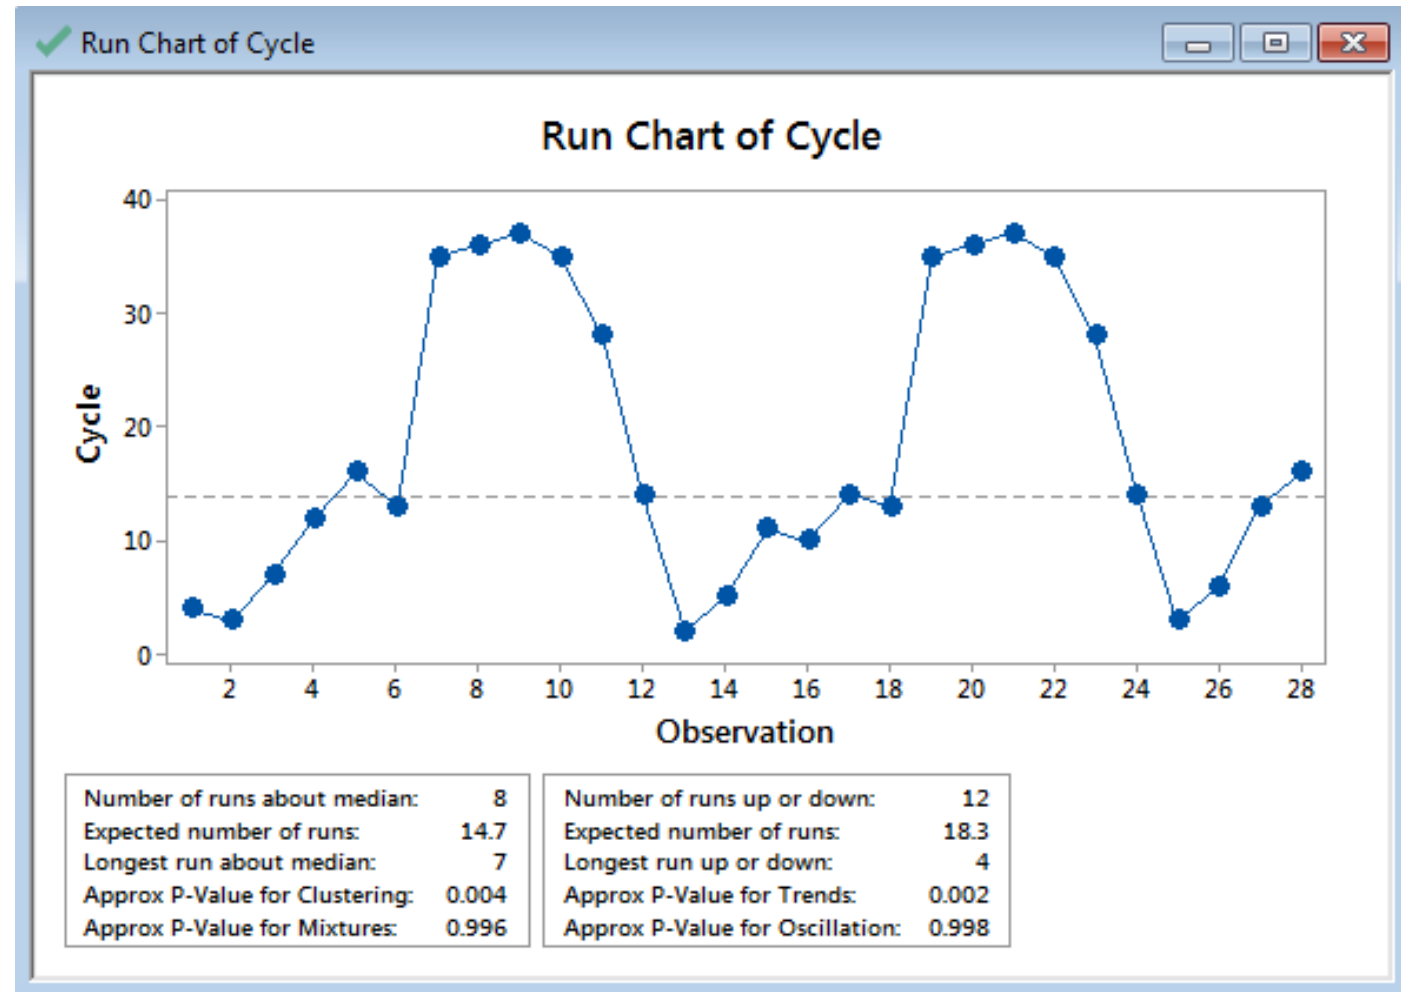 Run Chart of Cycle
Run Chart of Cycle
40
30
20
10
0
Cycle
2 4 6 8 10 12 14 16 18 20 22 24 26 28
Observation
Number of runs about median: 8
Expected number of runs: 14.7
Longest run about median: 7
Approx P-Value for Clustering: 0.004
Approx P-Value for Mixtures: 0.996
Number of runs up or down: 12
Expected number of runs: 18.3
Longest run up or down: 4
Approx P-Value for Trends: 0.002
Approx P-Value for Oscillation: 0.998